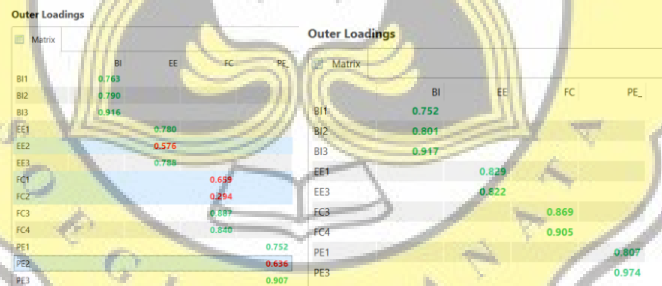 Outer Loadings
Matrix
BI EE FC PE_
BI1 0.763
BI2 0.790
BI3 0.916
EE1 0.780
EE2 0.576
EE3 0.788
FC1 0.659
FC2 0.294
FC3 0.887
FC4 0.840
PE1 0.752
PE2 0.636
PE3 0.907
Outer Loadings
Matrix
BI EE FC PE_
BI1 0.752
BI2 0.801
BI3 0.917
EE1 0.829
EE3 0.822
FC3 0.869
FC4 0.905
PE1 0.807
PE3 0.974